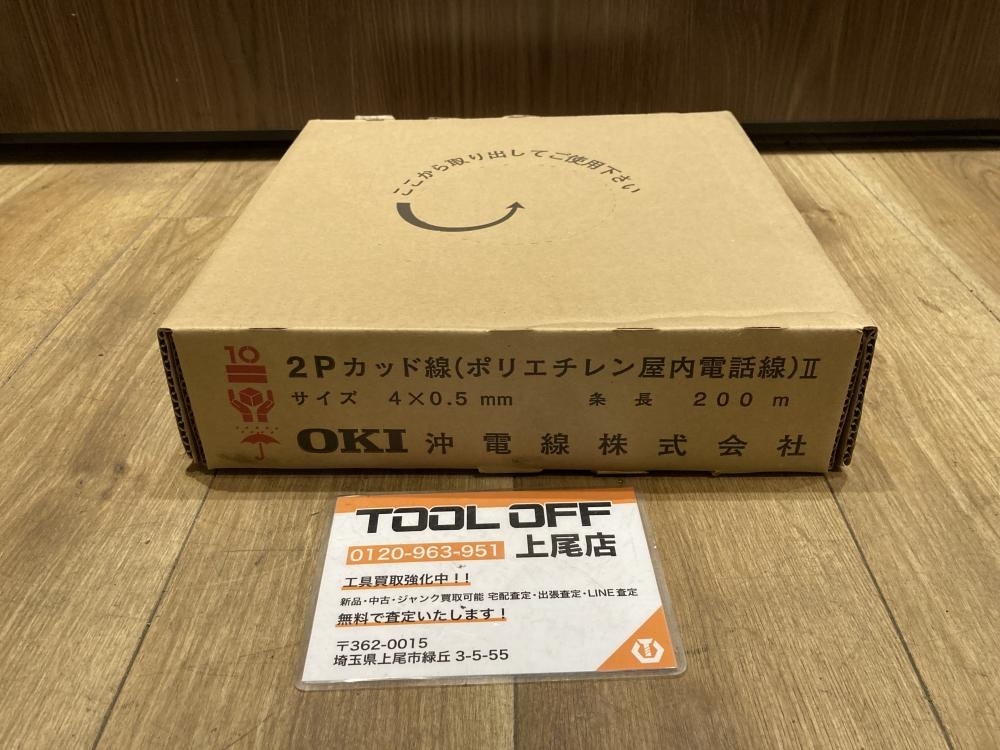 ここから取り出してご使用下さい
10
2Pカッド線(ポリエチレン屋内電話線)Ⅱ
サイズ 4×0.5 mm 条長 200 m
OKI 沖電線株式会社
TOOL OFF
0120-963-951 上尾店
工具買取強化中!!
新品・中古・ジャンク買取可能 宅配査定・出張査定・LINE査定
無料で査定いたします!
〒362-0015
埼玉県上尾市緑丘 3-5-55